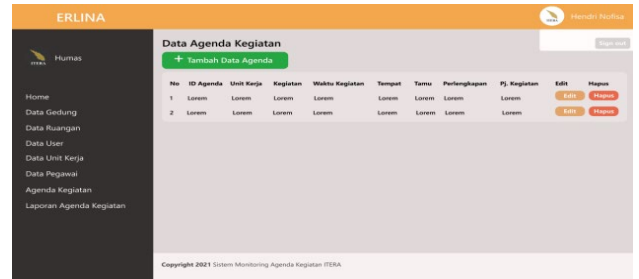 ERLINA
Hendri Nofisa
Sign out
ITERA
Humas
Home
Data Gedung
Data Ruangan
Data User
Data Unit Kerja
Data Pegawai
Agenda Kegiatan
Laporan Agenda Kegiatan
Data Agenda Kegiatan
+ Tambah Data Agenda
No ID Agenda Unit Kerja Kegiatan Waktu Kegiatan Tempat Tamu Perlengkapan Pj. Kegiatan Edit Hapus
1 Lorem Lorem Lorem Lorem Lorem Lorem Lorem Lorem Edit Hapus
2 Lorem Lorem Lorem Lorem Lorem Lorem Lorem Lorem Edit Hapus
Copyright 2021 Sistem Monitoring Agenda Kegiatan ITERA